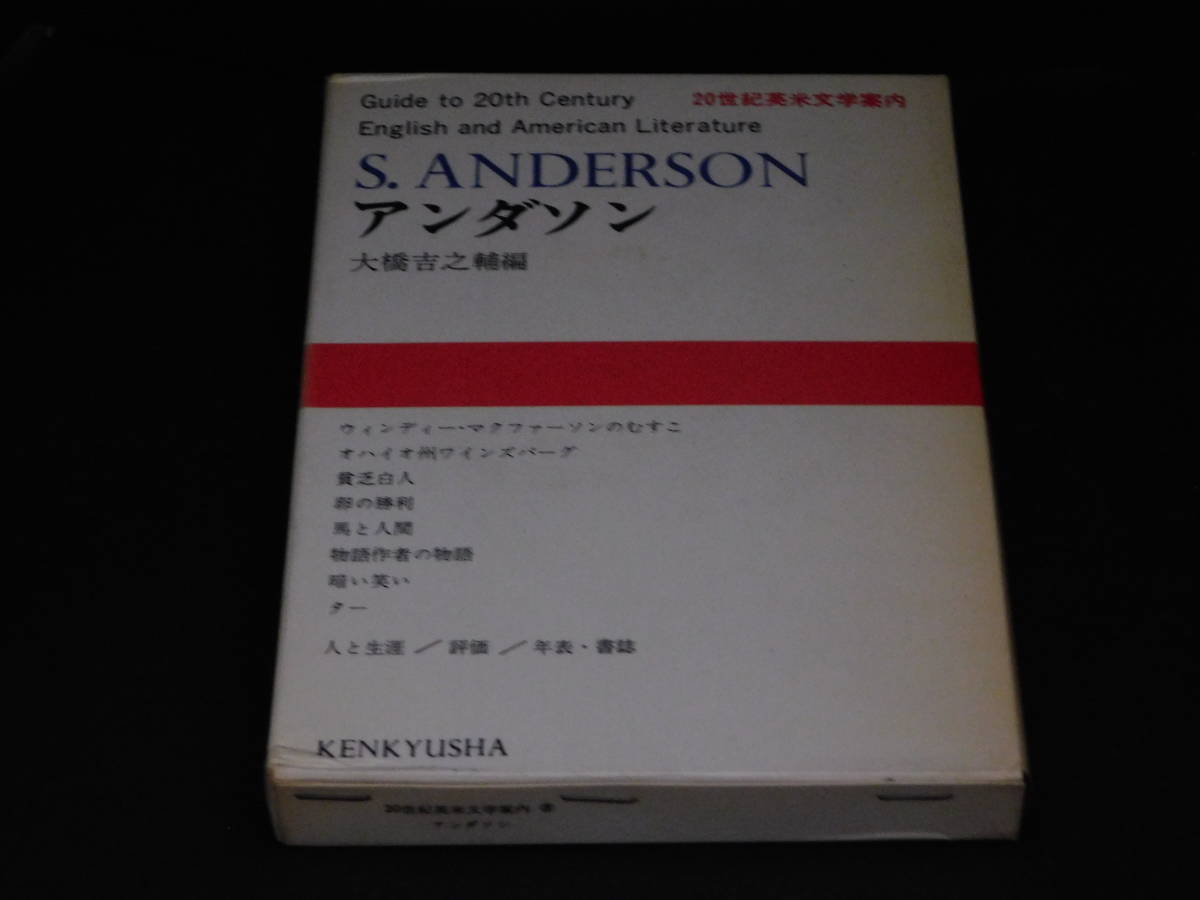 Guide to 20th Century 20世紀英米文学案内
English and American Literature
S. ANDERSON
アンダソン
大橋吉之輔編
ウィンディー・マクファーソンのむすこ
オハイオ州ワインズバーグ
貧乏白人
卵の勝利
馬と人間
物語作者の物語
暗い笑い
ター
人と生涯／評価／年表・書誌
KENKYUSHA
20世紀英米文学案内
アンダソン